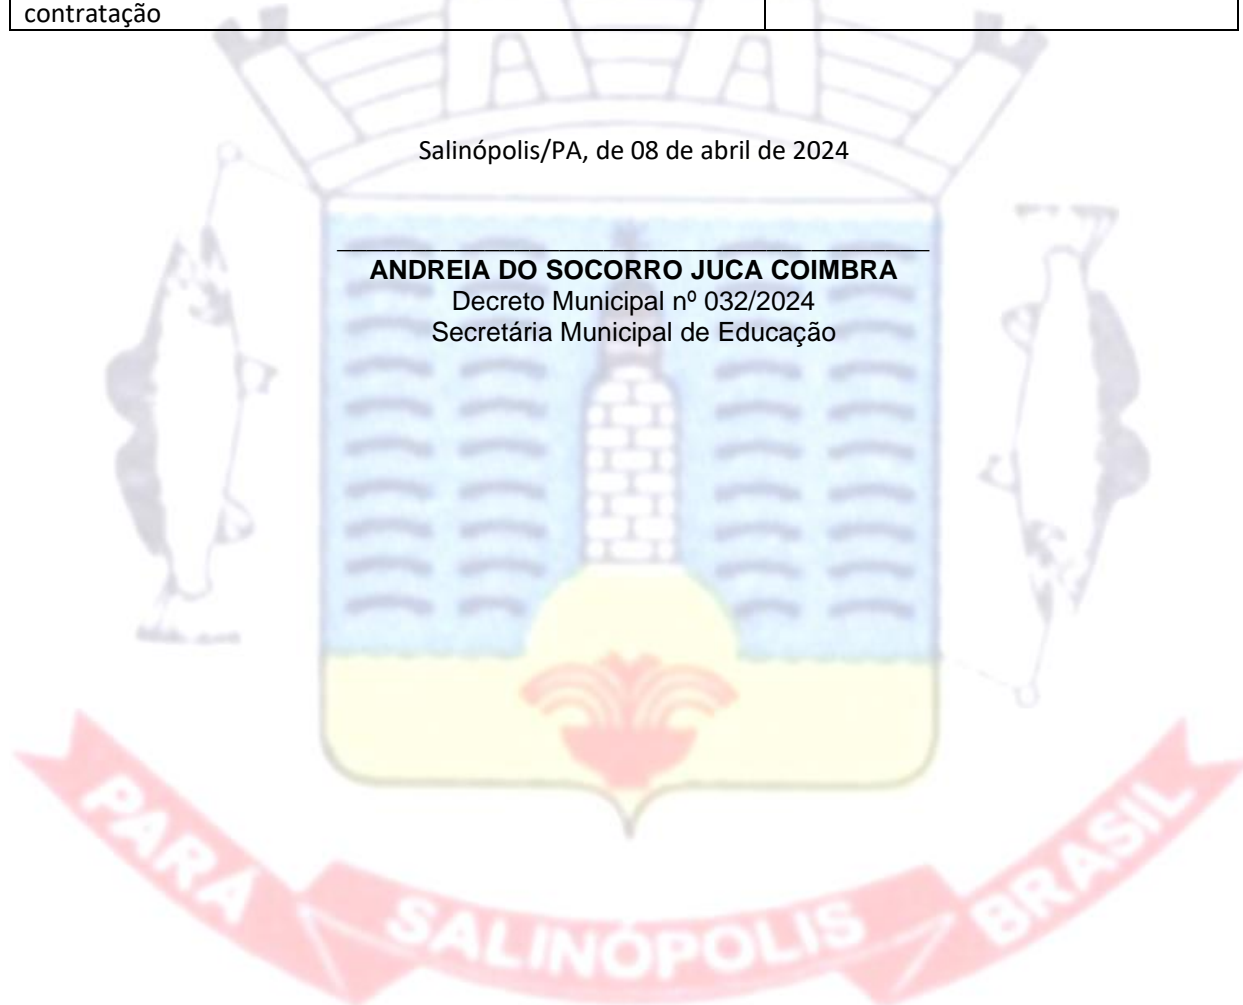 contratação
Salinópolis/PA, de 08 de abril de 2024
ANDREIA DO SOCORRO JUCA COIMBRA
Decreto Municipal nº 032/2024
Secretária Municipal de Educação
PARÁ
SALINÓPOLIS
BRASIL